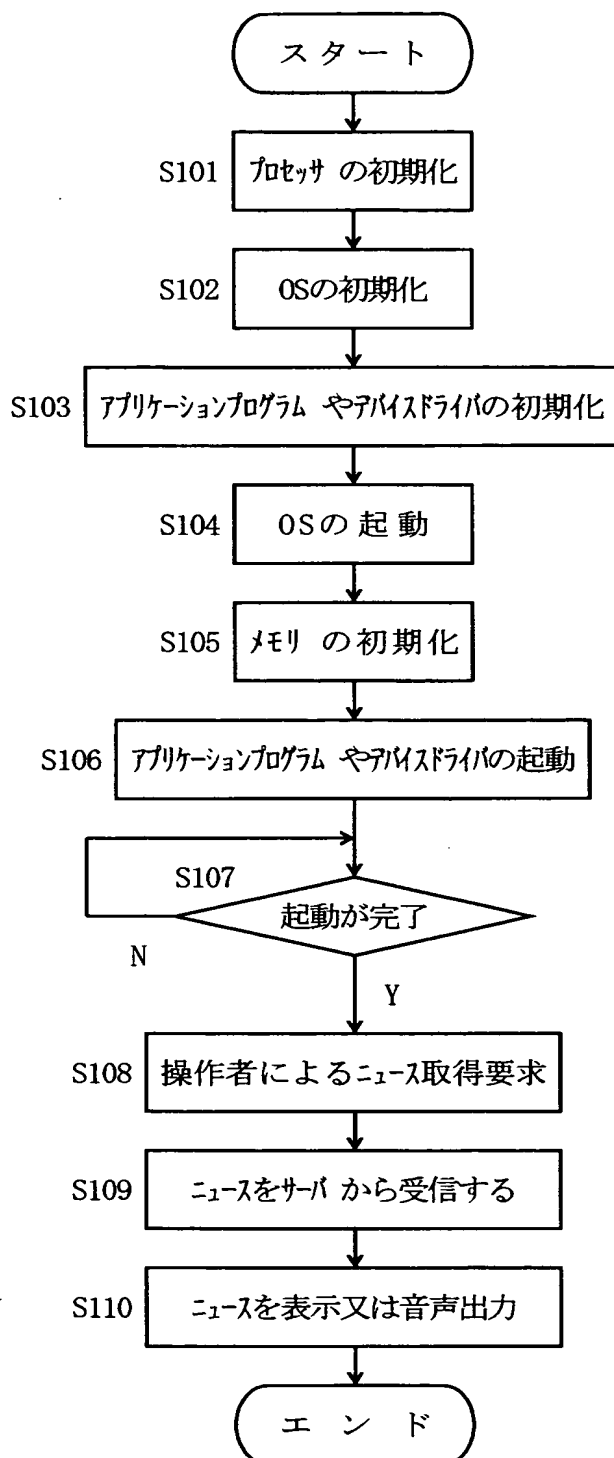 スタート
S101 プロセッサ の初期化
S102 OSの初期化
S103 アプリケーションプログラム やデバイスドライバの初期化
S104 OSの起動
S105 メモリ の初期化
S106 アプリケーションプログラム やデバイスドライバの起動
S107
起動が完了
N
Y
S108 操作者によるニュース取得要求
S109 ニュースをサーバ から受信する
S110 ニュースを表示又は音声出力
エンド